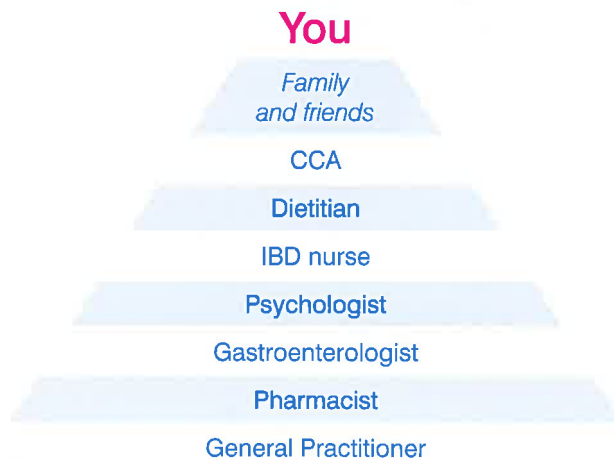 You
Family
and friends
CCA
Dietitian
IBD nurse
Psychologist
Gastroenterologist
Pharmacist
General Practitioner